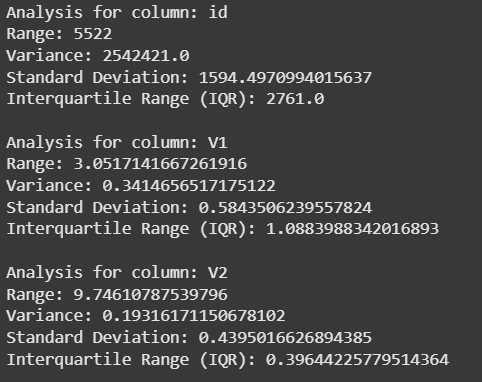 Analysis for column: id
Range: 5522
Variance: 2542421.0
Standard Deviation: 1594.4970994015637
Interquartile Range (IQR): 2761.0
Analysis for column: V1
Range: 3.0517141667261916
Variance: 0.3414656517175122
Standard Deviation: 0.5843506239557824
Interquartile Range (IQR): 1.0883988342016893
Analysis for column: V2
Range: 9.74610787539796
Variance: 0.19316171150678102
Standard Deviation: 0.4395016626894385
Interquartile Range (IQR): 0.39644225779514364